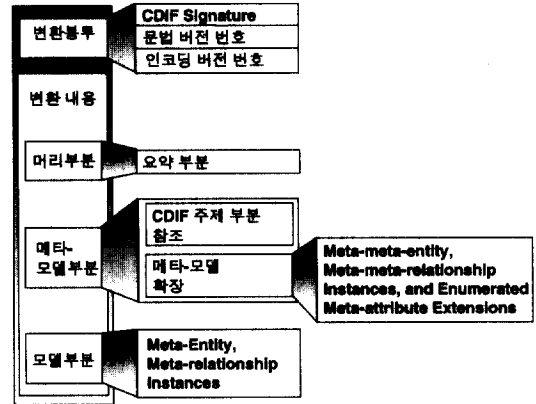 변환봉투
CDIF Signature
문법 버전 번호
인코딩 버전 번호
변환 내용
머리부분
요약 부분
메타-
모델부분
CDIF 주제 부분
참조
메타-모델
확장
Meta-meta-entity,
Meta-meta-relationship
Instances, and Enumerated
Meta-attribute Extensions
모델부분
Meta-Entity,
Meta-relationship
Instances